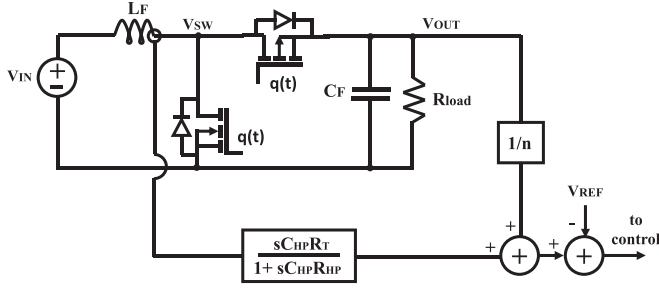 LF
VSW
VOUT
VIN
q(t)
CF
Rload
q(t)
1/n
VREF
sCHPRT
1+ sCHPRHP
to
control